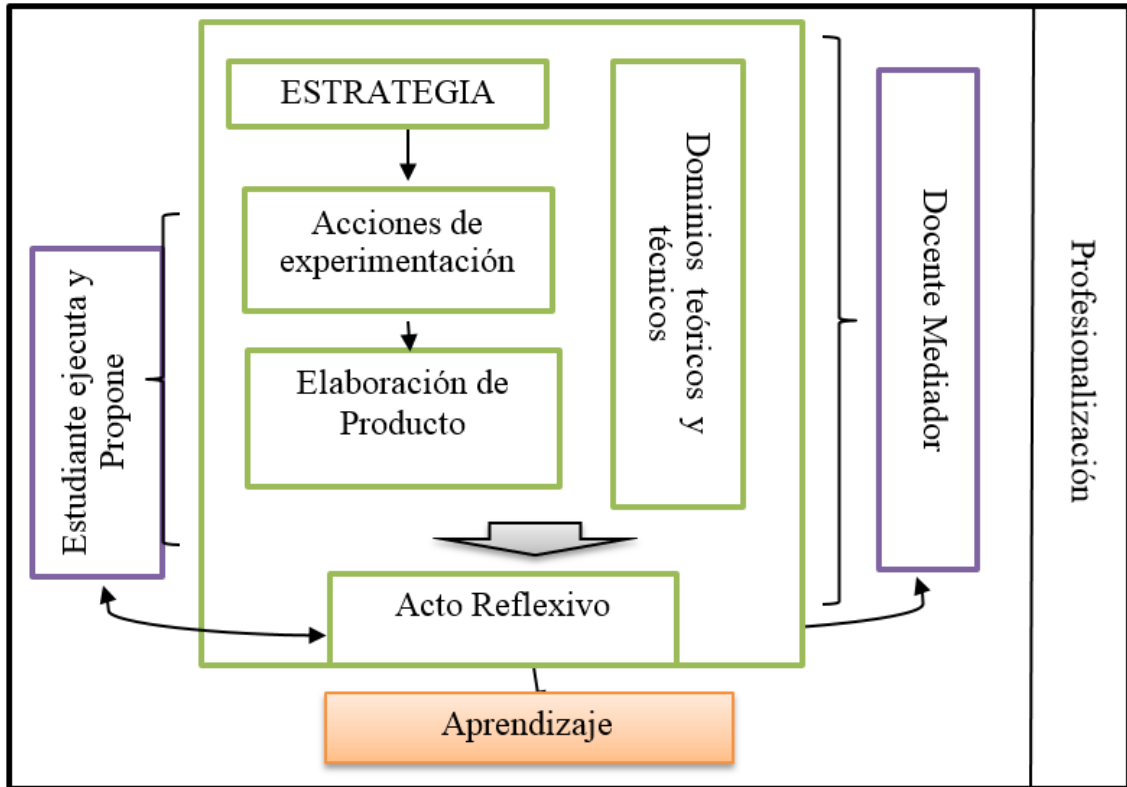 ESTRATEGIA
Acciones de
experimentación
Elaboración de
Producto
Dominios teóricos y
técnicos
Estudiante ejecuta y
Propone
Docente Mediador
Profesionalización
Acto Reflexivo
Aprendizaje